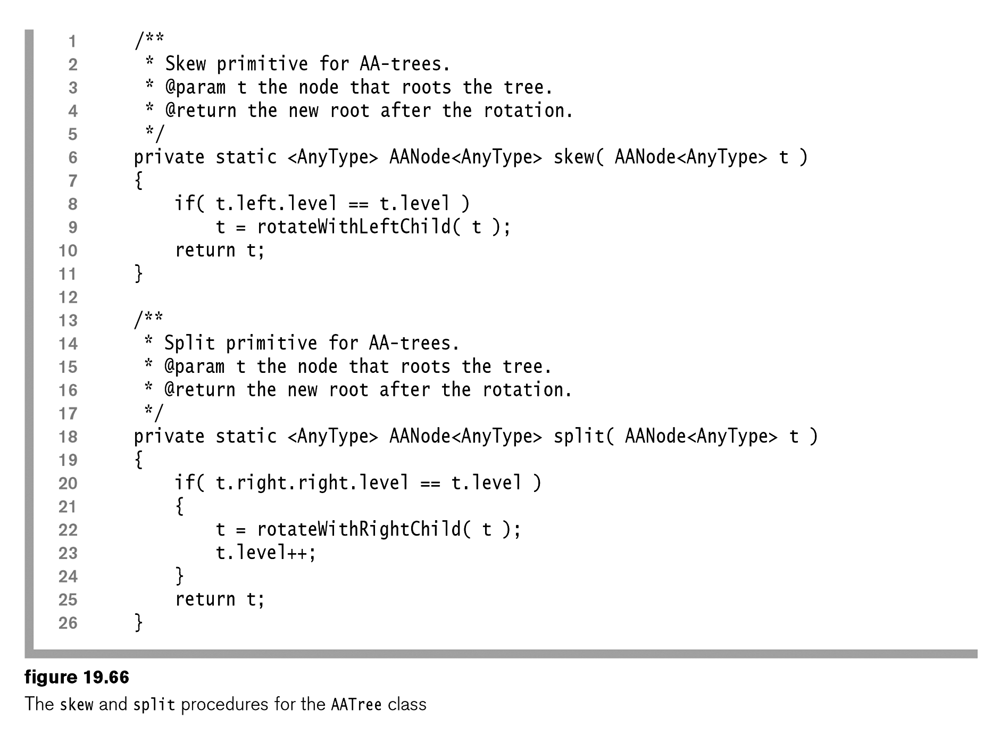 1 /**
2 * Skew primitive for AA-trees.
3 * @param t the node that roots the tree.
4 * @return the new root after the rotation.
5 */
6 private static <AnyType> AANode<AnyType> skew( AANode<AnyType> t )
7 {
8 if( t.left.level == t.level )
9 t = rotateWithLeftChild( t );
10 return t;
11 }
12
13 /**
14 * Split primitive for AA-trees.
15 * @param t the node that roots the tree.
16 * @return the new root after the rotation.
17 */
18 private static <AnyType> AANode<AnyType> split( AANode<AnyType> t )
19 {
20 if( t.right.right.level == t.level )
21 {
22 t = rotateWithRightChild( t );
23 t.level++;
24 }
25 return t;
26 }
figure 19.66
The skew and split procedures for the AATree class